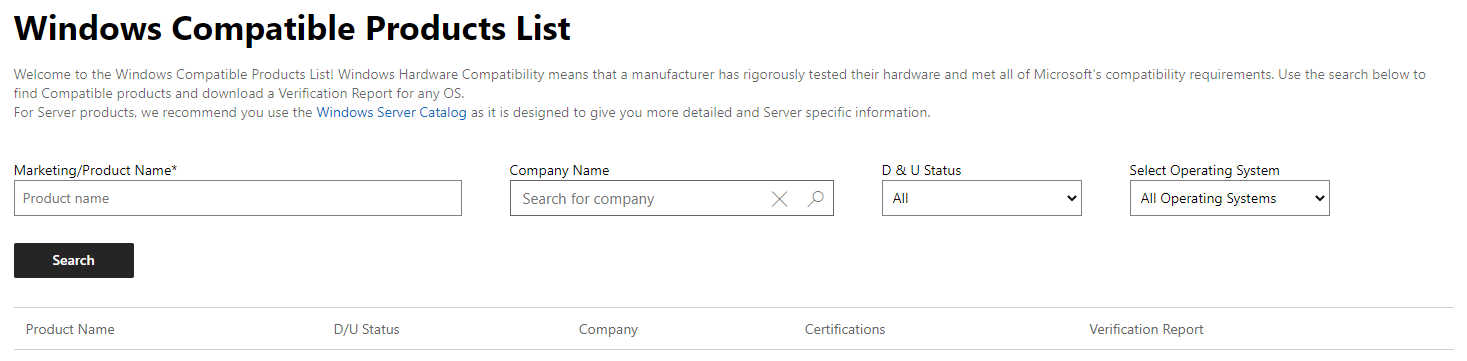 Windows Compatible Products List
Welcome to the Windows Compatible Products List! Windows Hardware Compatibility means that a manufacturer has rigorously tested their hardware and met all of Microsoft's compatibility requirements. Use the search below to
find Compatible products and download a Verification Report for any OS.
For Server products, we recommend you use the Windows Server Catalog as it is designed to give you more detailed and Server specific information.
Marketing/Product Name* Company Name D & U Status Select Operating System
Product name Search for company All All Operating Systems
Search
Product Name D/U Status Company Certifications Verification Report